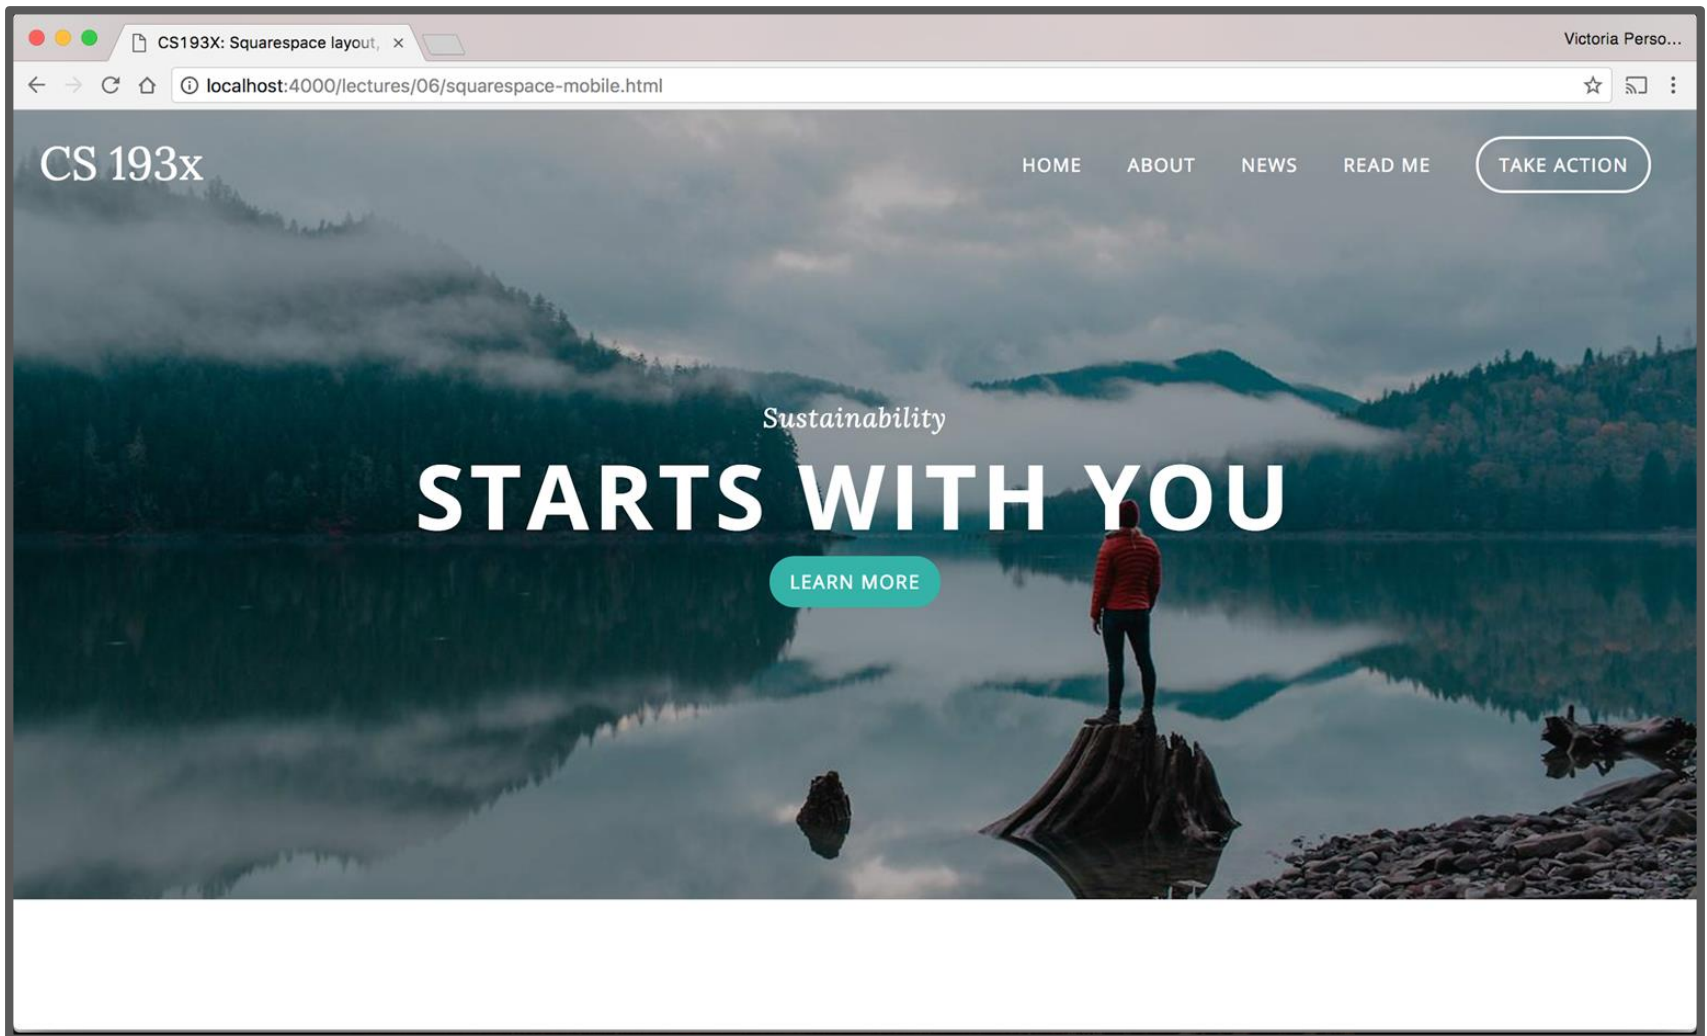 CS193X: Squarespace layout,
Victoria Perso...
localhost:4000/lectures/06/squarespace-mobile.html
CS 193x
HOME ABOUT NEWS READ ME TAKE ACTION
Sustainability
STARTS WITH YOU
LEARN MORE